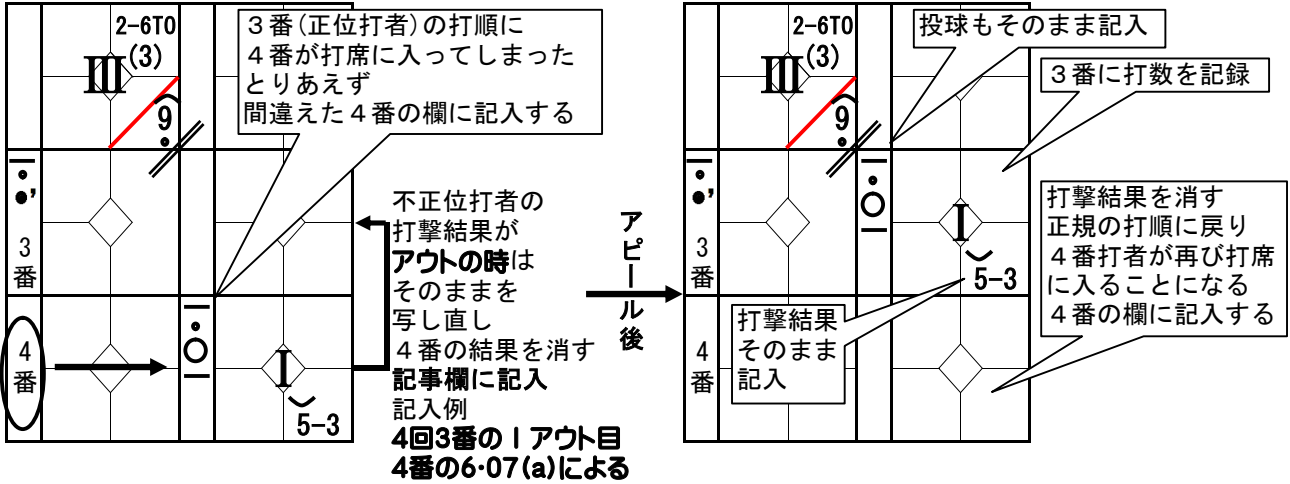 2-6TO
(3)
Ⅲ
9
3番
4番
Ⅰ
5-3
３番(正位打者)の打順に
４番が打席に入ってしまった
とりあえず
間違えた４番の欄に記入する
不正位打者の
打撃結果が
アウトの時は
そのままを
写し直し
４番の結果を消す
記事欄に記入
記入例
4回3番のⅠアウト目
4番の6・07(a)による
アピール後
2-6TO
(3)
Ⅲ
9
3番
4番
Ⅰ
5-3
投球もそのまま記入
３番に打数を記録
打撃結果を消す
正規の打順に戻り
４番打者が再び打席
に入ることになる
４番の欄に記入する
打撃結果
そのまま
記入